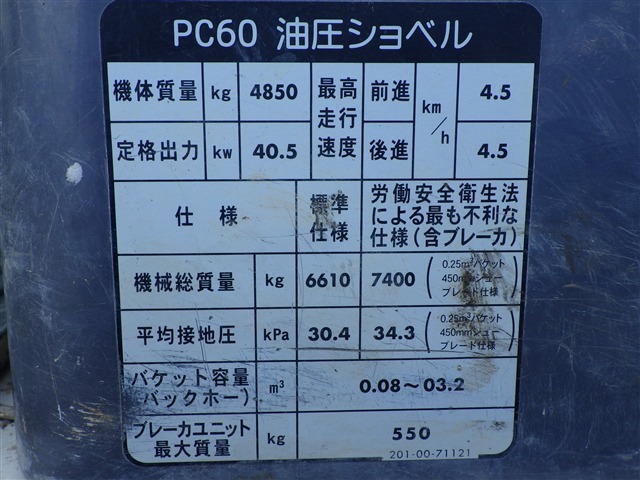 PC60 油圧ショベル
機体質量 kg 4850 最高走行速度 前進 km/h 4.5
定格出力 kw 40.5 後進 4.5
仕様 標準仕様 労働安全衛生法
による最も不利な
仕様(含ブレーカ)
機械総質量 kg 6610 7400 (0.25m³バケット
450mmシュー
ブレード仕様)
平均接地圧 kPa 30.4 34.3 (0.25m³バケット
450mmシュー
ブレード仕様)
バケット容量
(バックホー) m³ 0.08～03.2
ブレーカユニット
最大質量 kg 550
201-00-71121